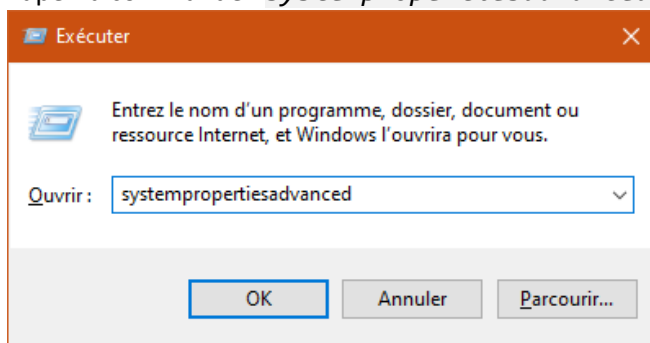 Exécuter
Entrez le nom d'un programme, dossier, document ou
ressource Internet, et Windows l'ouvrira pour vous.
Ouvrir :
systempropertiesadvanced
OK
Annuler
Parcourir...